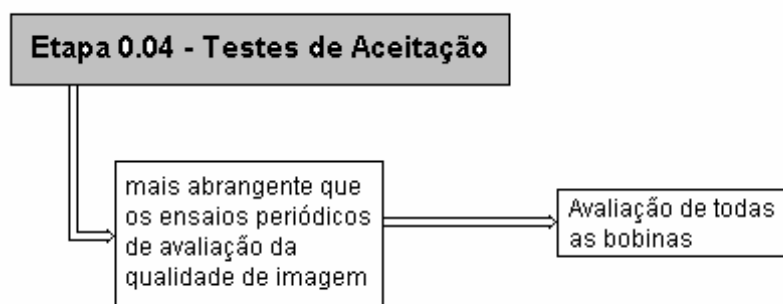 Etapa 0.04 - Testes de Aceitação
mais abrangente que
os ensaios periódicos
de avaliação da
qualidade de imagem
Avaliação de todas
as bobinas